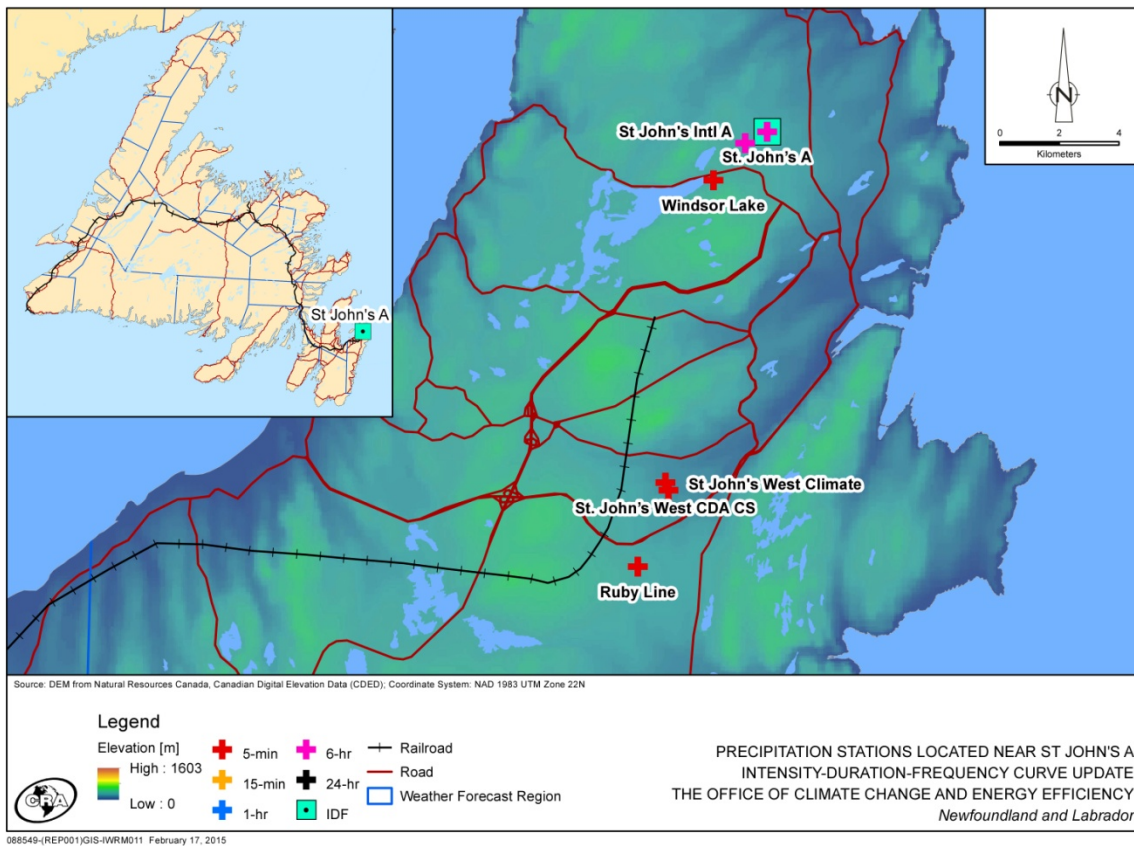 St John's A
St John's Intl A
St. John's A
Windsor Lake
St John's West Climate
St. John's West CDA CS
Ruby Line
N
0 2 4
Kilometers
Source: DEM from Natural Resources Canada, Canadian Digital Elevation Data (CDED); Coordinate System: NAD 1983 UTM Zone 22N
Legend
Elevation [m]
High : 1603
Low : 0
5-min
15-min
1-hr
6-hr
24-hr
IDF
Railroad
Road
Weather Forecast Region
CRA
PRECIPITATION STATIONS LOCATED NEAR ST JOHN'S A
INTENSITY-DURATION-FREQUENCY CURVE UPDATE
THE OFFICE OF CLIMATE CHANGE AND ENERGY EFFICIENCY
Newfoundland and Labrador
088549-(REP001)GIS-IWRM011 February 17, 2015